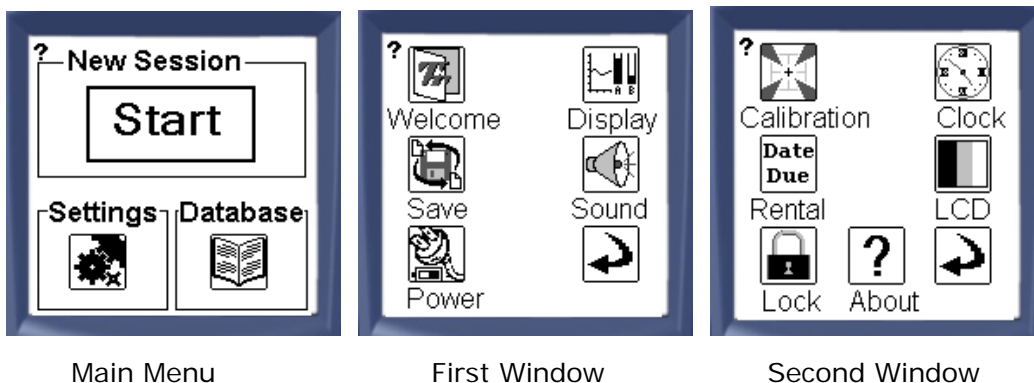 ?
New Session
Start
Settings
Database
Main Menu
?
Welcome
Display
A B
Save
Sound
Power
First Window
?
Calibration
Clock
Date
Due
Rental
LCD
?
Lock
About
Second Window